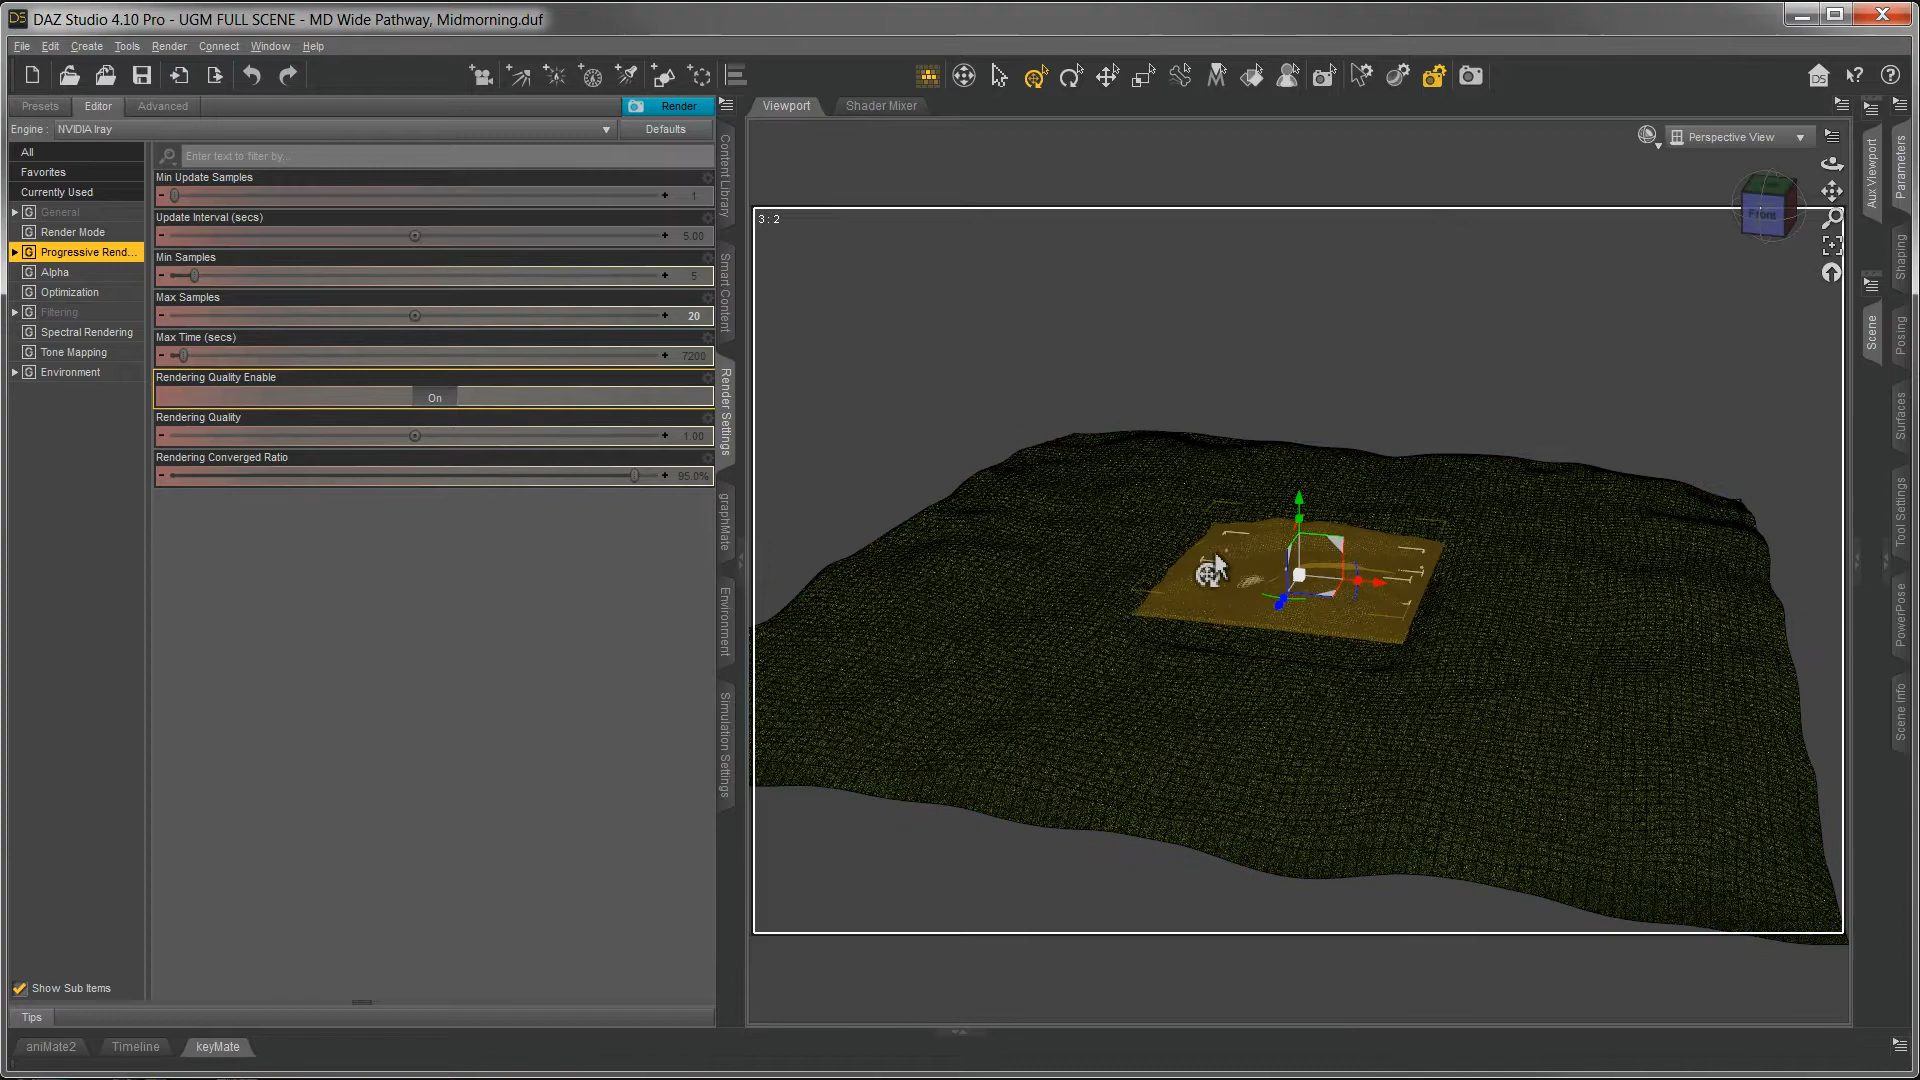 DAZ Studio 4.10 Pro - UGM FULL SCENE - MD Wide Pathway, Midmorning.duf
File Edit Create Tools Render Connect Window Help
Presets Editor Advanced Render
Engine : NVIDIA Iray Defaults
All
Favorites
Currently Used
General
Render Mode
Progressive Rend...
Alpha
Optimization
Filtering
Spectral Rendering
Tone Mapping
Environment
Enter text to filter by...
Min Update Samples
1
Update Interval (secs)
5.00
Min Samples
5
Max Samples
20
Max Time (secs)
7200
Rendering Quality Enable
On
Rendering Quality
1.00
Rendering Converged Ratio
95.0%
Show Sub Items
Tips
aniMate2 Timeline keyMate
Content Library
Smart Content
Render Settings
graphMate
Environment
Simulation Settings
Viewport Shader Mixer
Perspective View
3 : 2
Front
Aux Viewport
Scene
Parameters
Shaping
Posing
Surfaces
Tool Settings
PowerPose
Scene Info